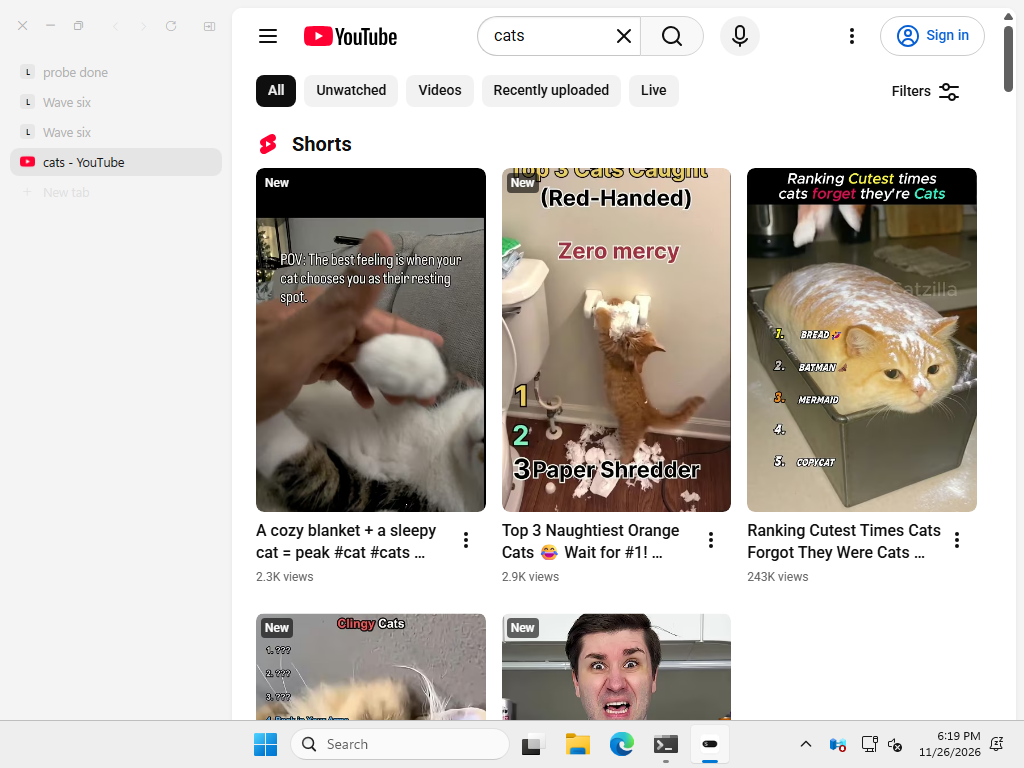 cats
YouTube
Sign in
probe done
Wave six
Wave six
cats - YouTube
New tab
All
Unwatched
Videos
Recently uploaded
Live
Filters
Shorts
New
POV: The best feeling is when your
cat chooses you as their resting
spot.
New
Top 3 Cats Caught
(Red-Handed)
Zero mercy
1
2
3 Paper Shredder
Ranking Cutest times
cats forget they're Cats
Catzilla
1. BREAD
2. BATMAN
3. MERMAID
4.
5. COPYCAT
A cozy blanket + a sleepy
cat = peak #cat #cats ...
2.3K views
Top 3 Naughtiest Orange
Cats 😂 Wait for #1! ...
2.9K views
Ranking Cutest Times Cats
Forgot They Were Cats ...
243K views
New
Clingy Cats
1. ???
2. ???
3. ???
New
Search
6:19 PM
11/26/2026